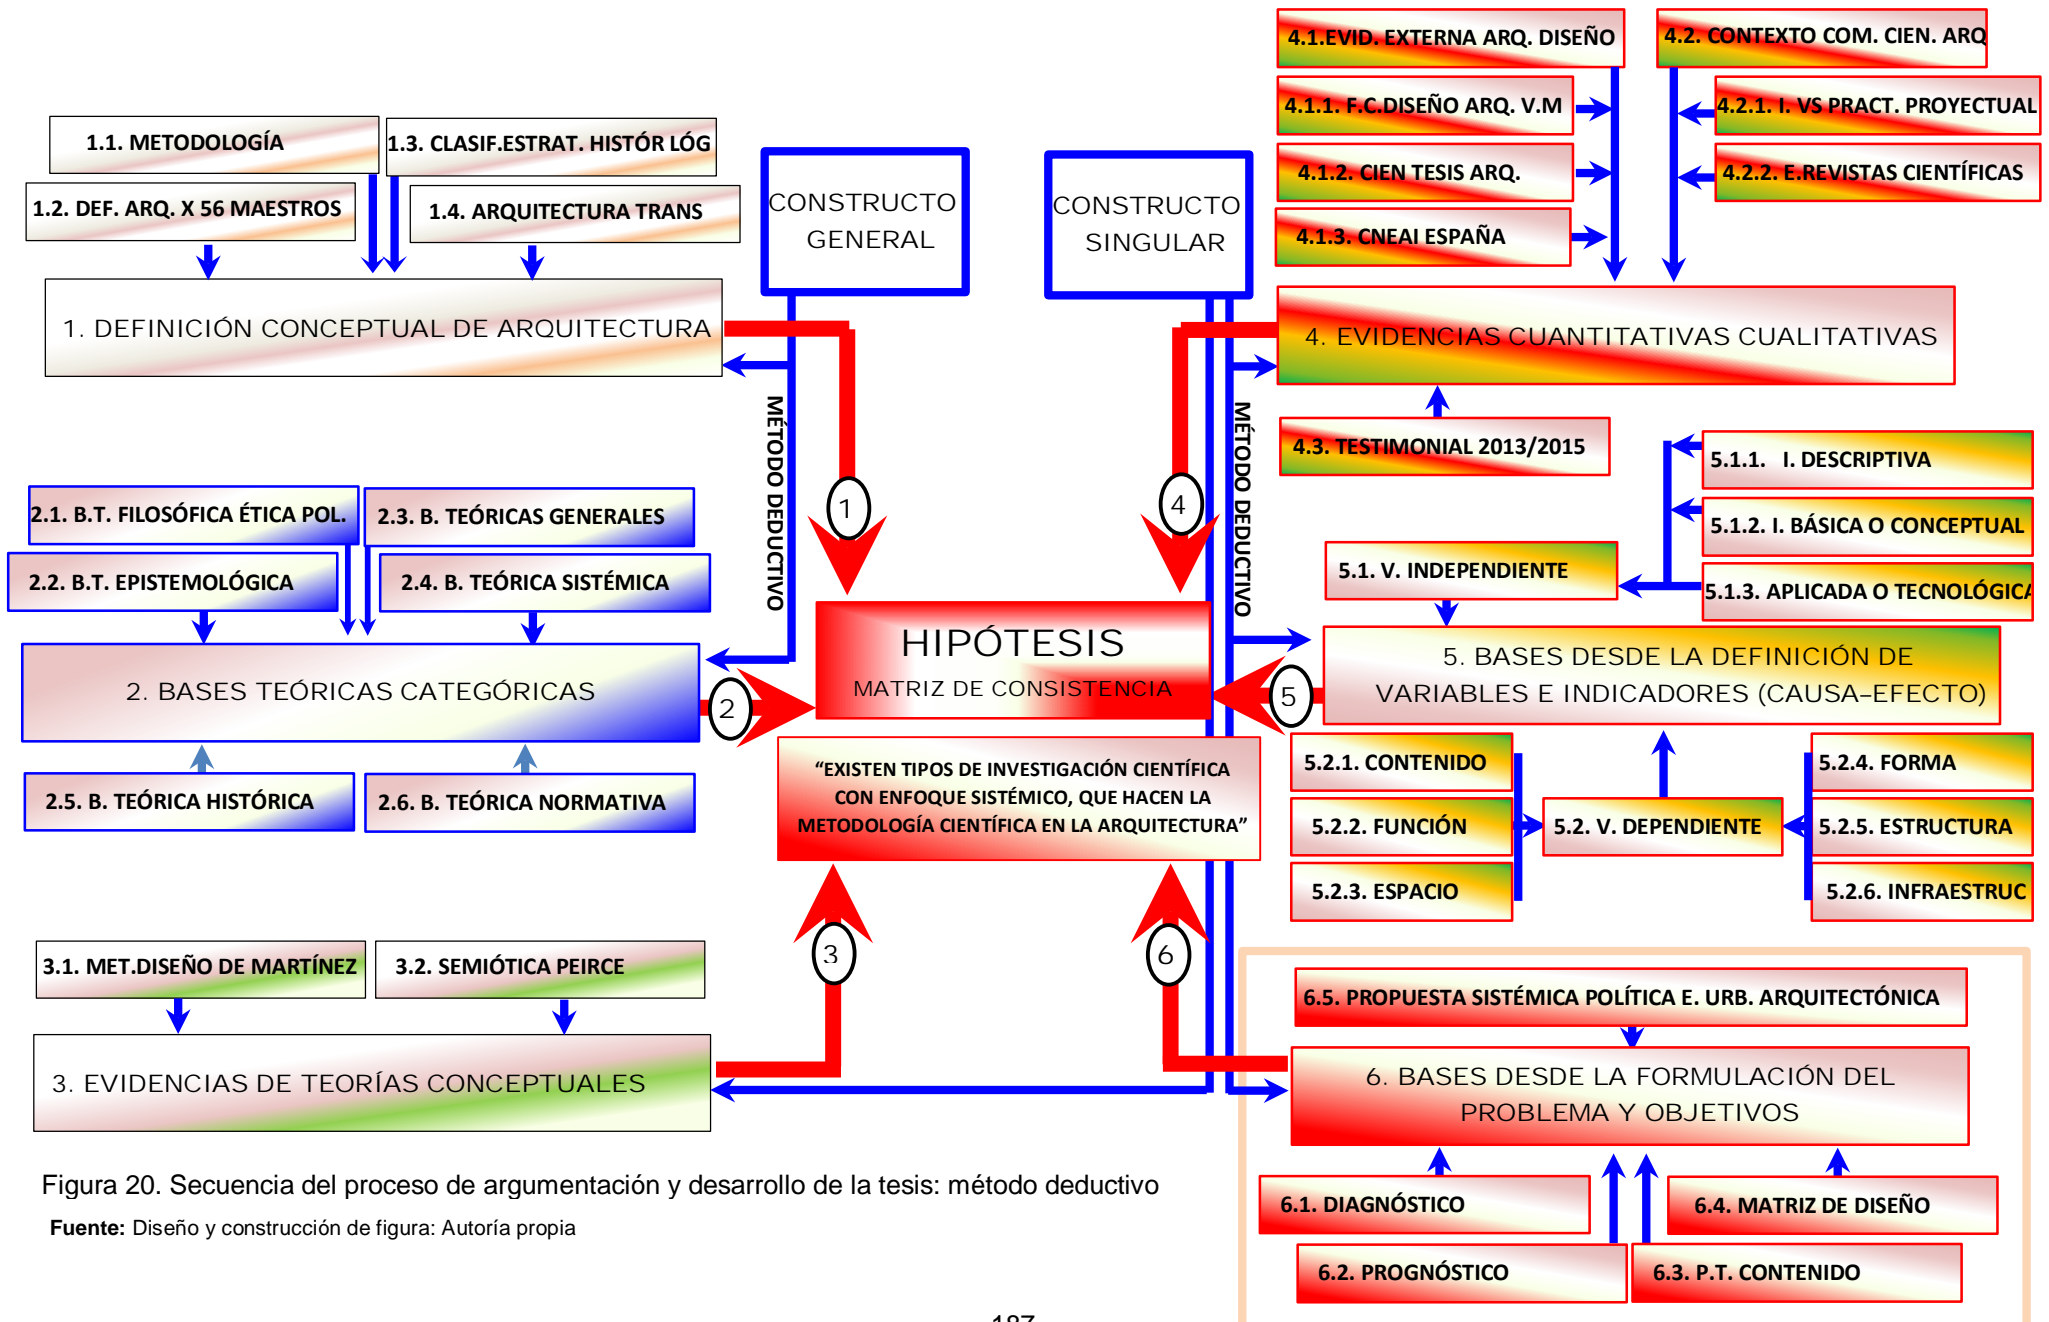 1.1. METODOLOGÍA
1.3. CLASIF.ESTRAT. HISTÓR LÓG
1.2. DEF. ARQ. X 56 MAESTROS
1.4. ARQUITECTURA TRANS
1. DEFINICIÓN CONCEPTUAL DE ARQUITECTURA
CONSTRUCTO
GENERAL
CONSTRUCTO
SINGULAR
4.1.EVID. EXTERNA ARQ. DISEÑO
4.2. CONTEXTO COM. CIEN. ARQ
4.1.1. F.C.DISEÑO ARQ. V.M
4.2.1. I. VS PRACT. PROYECTUAL
4.1.2. CIEN TESIS ARQ.
4.2.2. E.REVISTAS CIENTÍFICAS
4.1.3. CNEAI ESPAÑA
4. EVIDENCIAS CUANTITATIVAS CUALITATIVAS
4.3. TESTIMONIAL 2013/2015
MÉTODO DEDUCTIVO
MÉTODO DEDUCTIVO
1
4
2.1. B.T. FILOSÓFICA ÉTICA POL.
2.3. B. TEÓRICAS GENERALES
2.2. B.T. EPISTEMOLÓGICA
2.4. B. TEÓRICA SISTÉMICA
2. BASES TEÓRICAS CATEGÓRICAS
2
2.5. B. TEÓRICA HISTÓRICA
2.6. B. TEÓRICA NORMATIVA
HIPÓTESIS
MATRIZ DE CONSISTENCIA
“EXISTEN TIPOS DE INVESTIGACIÓN CIENTÍFICA
CON ENFOQUE SISTÉMICO, QUE HACEN LA
METODOLOGÍA CIENTÍFICA EN LA ARQUITECTURA”
5.1.1. I. DESCRIPTIVA
5.1.2. I. BÁSICA O CONCEPTUAL
5.1. V. INDEPENDIENTE
5.1.3. APLICADA O TECNOLÓGICA
5
5. BASES DESDE LA DEFINICIÓN DE
VARIABLES E INDICADORES (CAUSA–EFECTO)
5.2.1. CONTENIDO
5.2.4. FORMA
5.2.2. FUNCIÓN
5.2. V. DEPENDIENTE
5.2.5. ESTRUCTURA
5.2.3. ESPACIO
5.2.6. INFRAESTRUC
3
6
3.1. MET.DISEÑO DE MARTÍNEZ
3.2. SEMIÓTICA PEIRCE
3. EVIDENCIAS DE TEORÍAS CONCEPTUALES
6.5. PROPUESTA SISTÉMICA POLÍTICA E. URB. ARQUITECTÓNICA
6. BASES DESDE LA FORMULACIÓN DEL
PROBLEMA Y OBJETIVOS
6.1. DIAGNÓSTICO
6.4. MATRIZ DE DISEÑO
6.2. PROGNÓSTICO
6.3. P.T. CONTENIDO
Figura 20. Secuencia del proceso de argumentación y desarrollo de la tesis: método deductivo
Fuente: Diseño y construcción de figura: Autoría propia
187